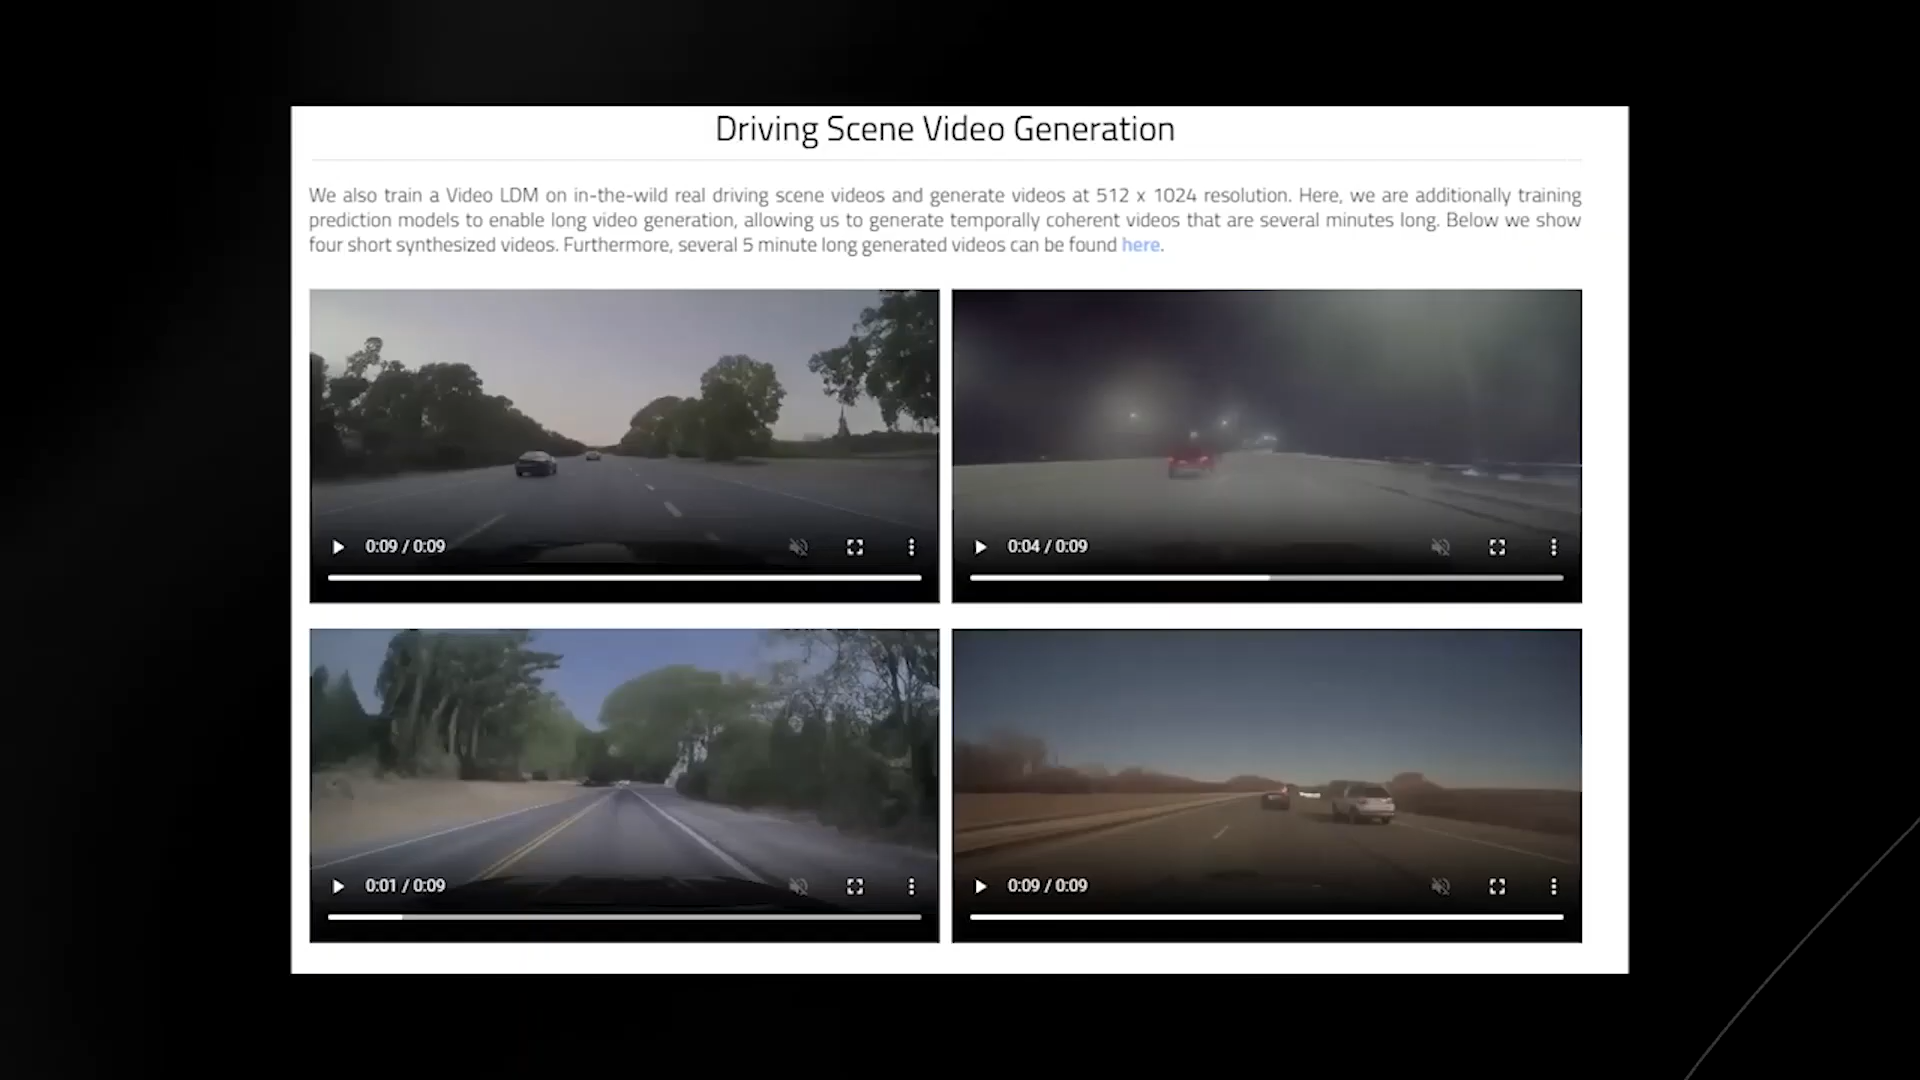 Driving Scene Video Generation
We also train a Video LDM on in-the-wild real driving scene videos and generate videos at 512 x 1024 resolution. Here, we are additionally training
prediction models to enable long video generation, allowing us to generate temporally coherent videos that are several minutes long. Below we show
four short synthesized videos. Furthermore, several 5 minute long generated videos can be found here.
0:09 / 0:09
0:04 / 0:09
0:01 / 0:09
0:09 / 0:09